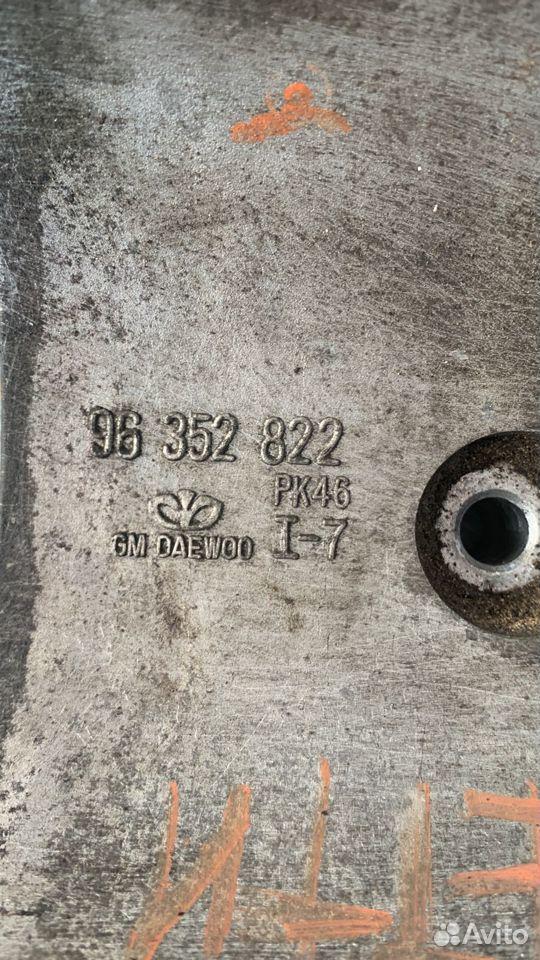 96 352 822
PK46
GM DAEWOO I-7
Avito